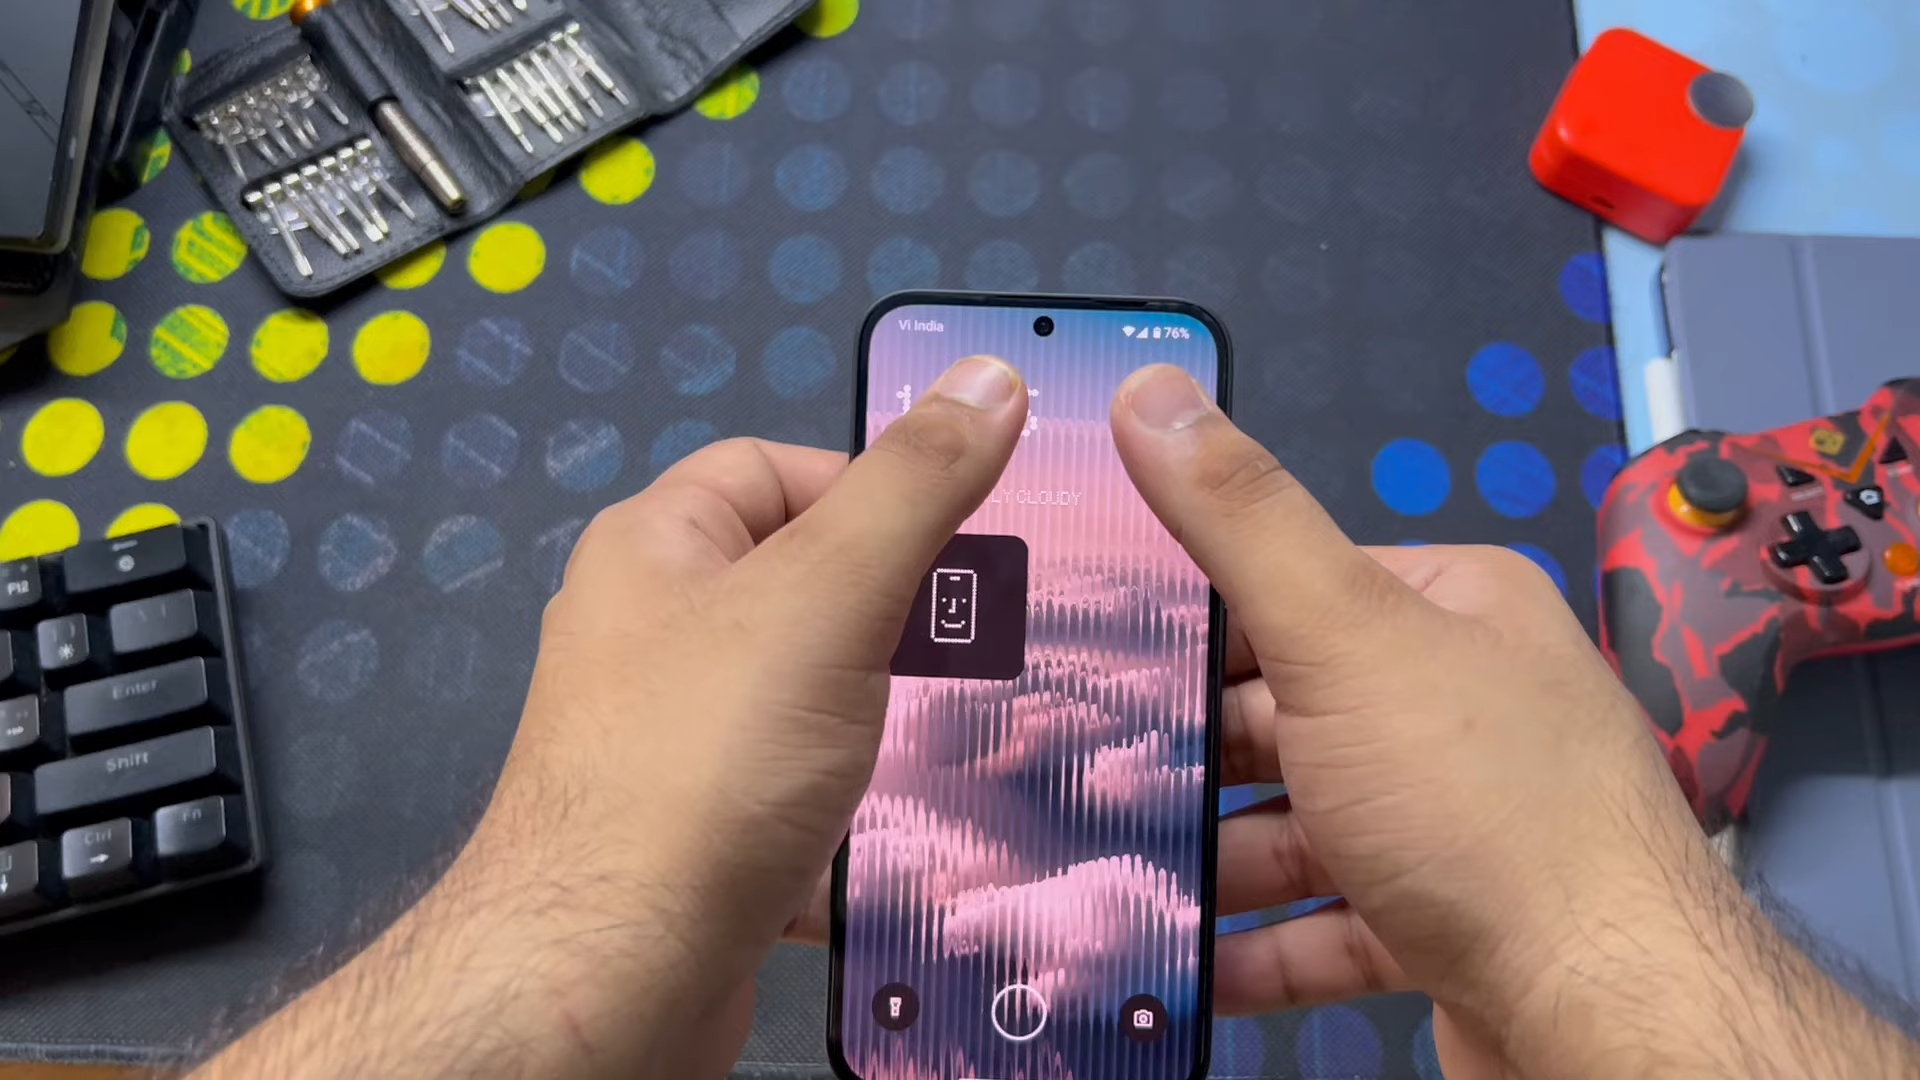 Vi India
76%
LY CLOUDY
F12
Enter
Shift
Ctrl
Fn